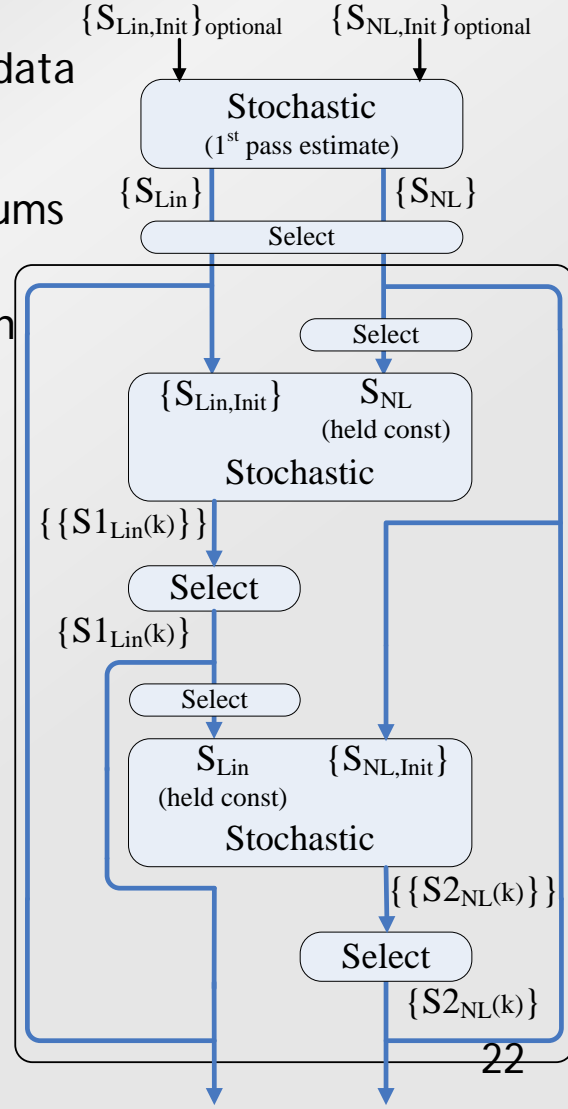 {S_Lin,Init}optional {S_NL,Init}optional
data
Stochastic
(1st pass estimate)
{S_Lin} {S_NL}
ums
Select
n
Select
{S_Lin,Init} S_NL
(held const)
Stochastic
{{S1_Lin(k)}}
Select
{S1_Lin(k)}
Select
S_Lin {S_NL,Init}
(held const)
Stochastic
{{S2_NL(k)}}
Select
{S2_NL(k)}
22